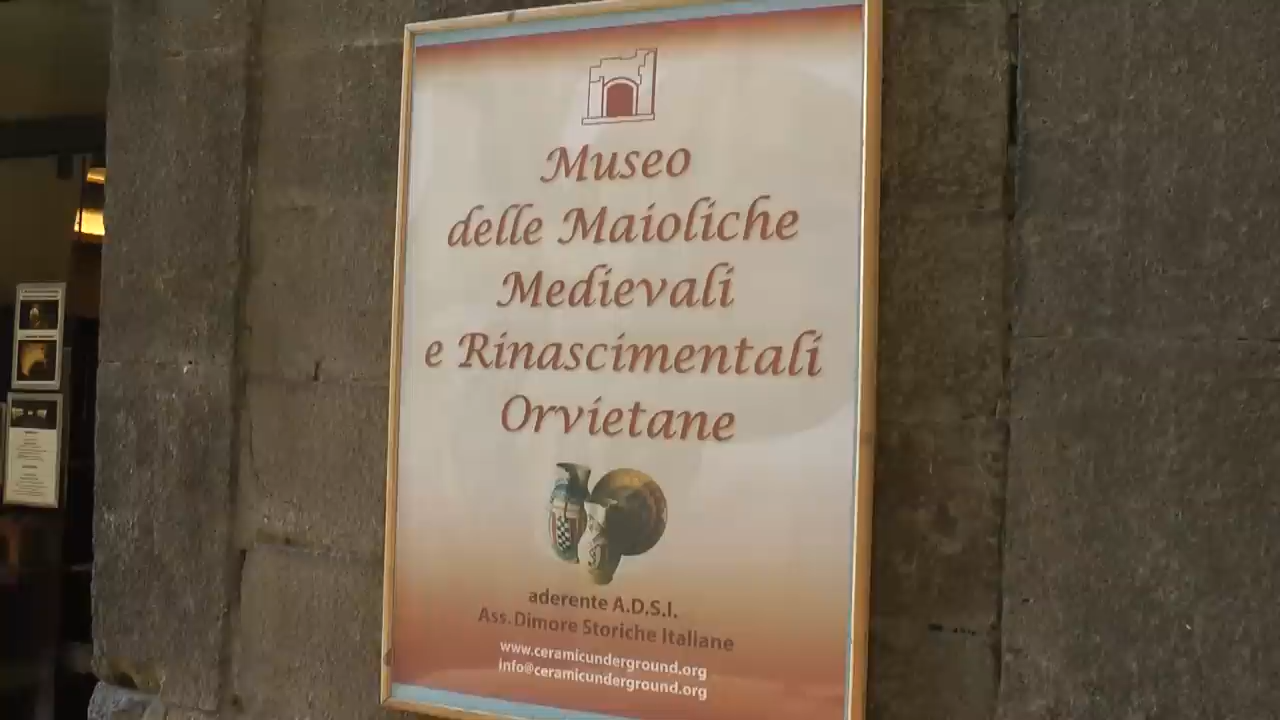 Museo
delle Maioliche
Medievali
e Rinascimentali
Orvietane
aderente A.D.S.I.
Ass. Dimore Storiche Italiane
www.ceramicunderground.org
info@ceramicunderground.org